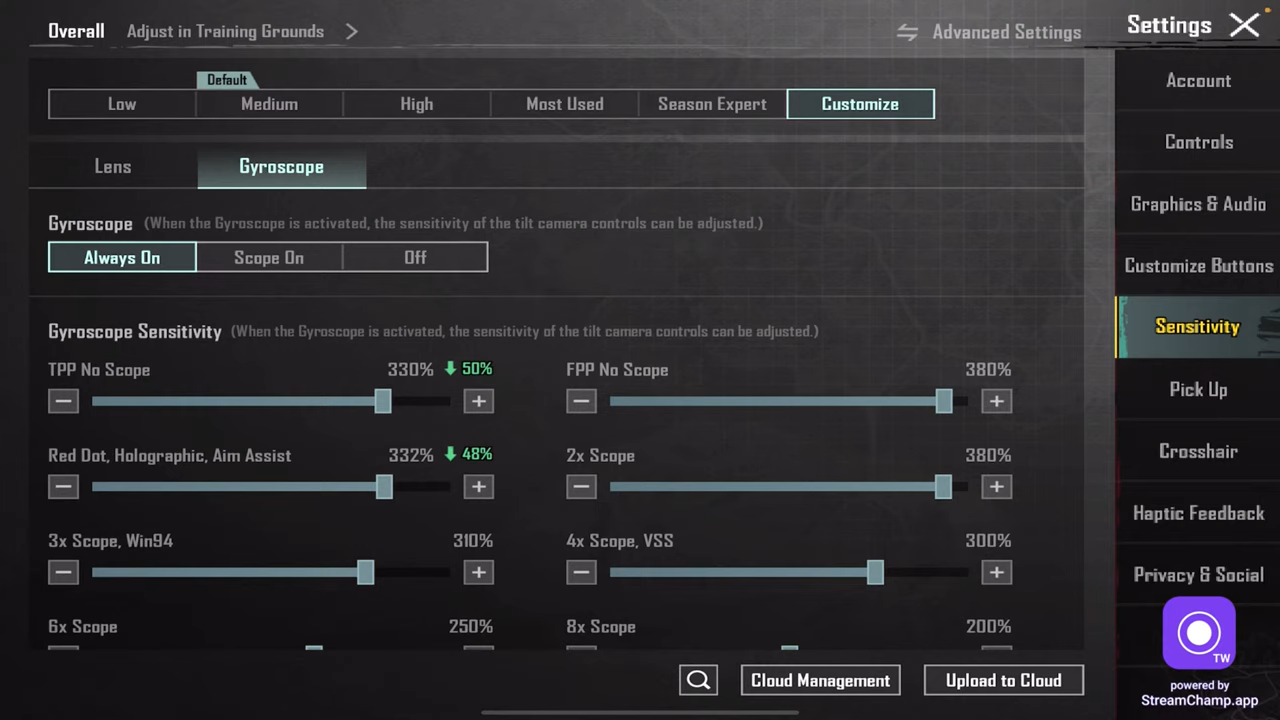 Overall Adjust in Training Grounds
Advanced Settings
Settings
Default
Low Medium High Most Used Season Expert Customize
Lens Gyroscope
Gyroscope (When the Gyroscope is activated, the sensitivity of the tilt camera controls can be adjusted.)
Always On Scope On Off
Gyroscope Sensitivity (When the Gyroscope is activated, the sensitivity of the tilt camera controls can be adjusted.)
TPP No Scope 330% 50%
FPP No Scope 380%
Red Dot, Holographic, Aim Assist 332% 48%
2x Scope 380%
3x Scope, Win94 310%
4x Scope, VSS 300%
6x Scope 250%
8x Scope 200%
Cloud Management
Upload to Cloud
Account
Controls
Graphics & Audio
Customize Buttons
Sensitivity
Pick Up
Crosshair
Haptic Feedback
Privacy & Social
TW
powered by
StreamChamp.app